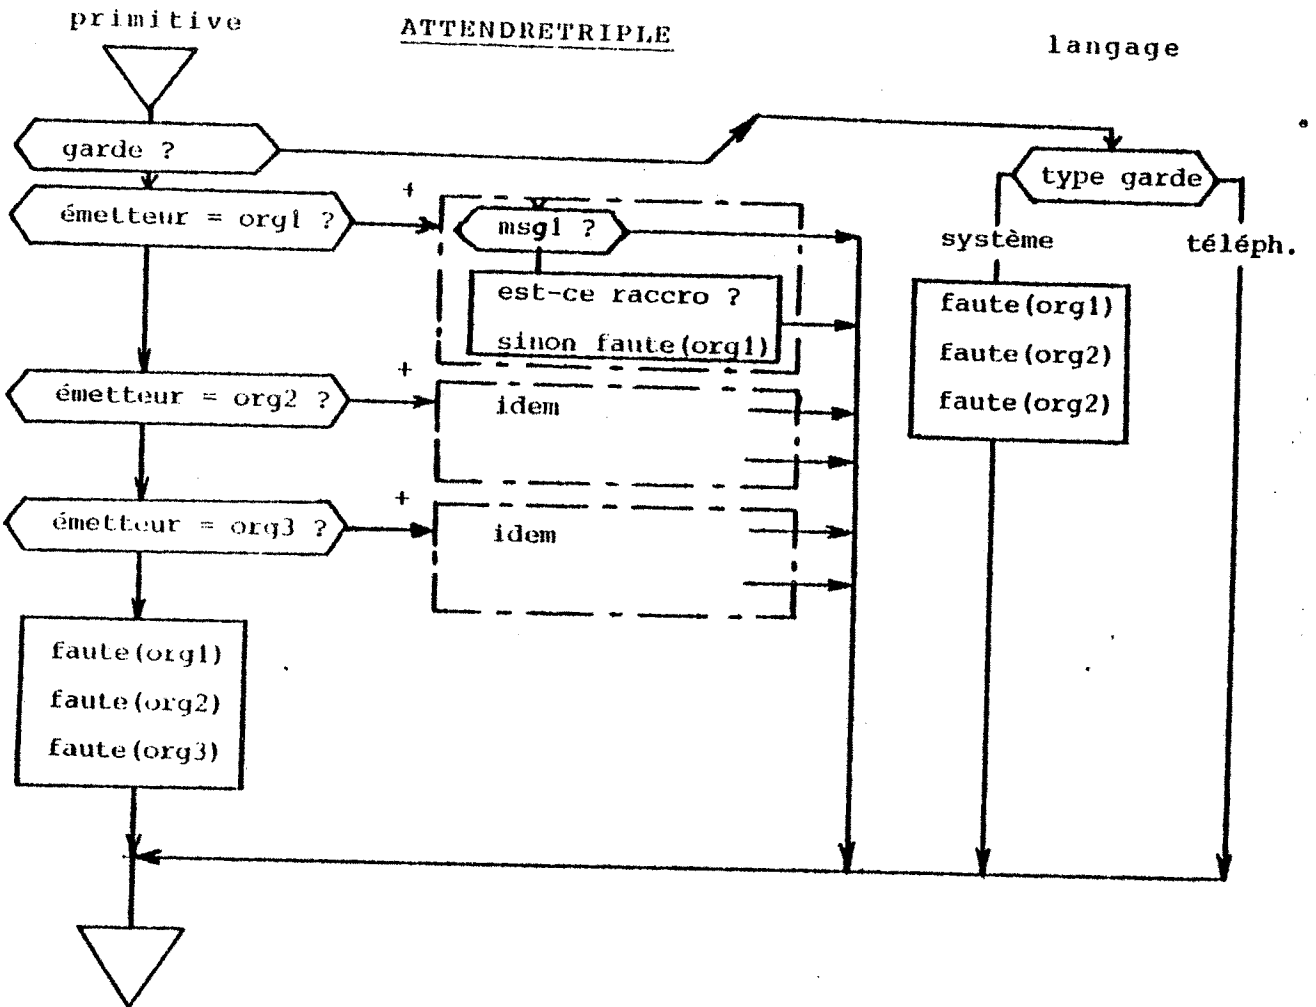 primitive
ATTENDRETRIPLE
langage
garde ?
type garde
émetteur = org1 ?
+
msg1 ?
système
téléph.
est-ce raccro ?
sinon faute(org1)
faute(org1)
faute(org2)
faute(org2)
émetteur = org2 ?
+
idem
émetteur = org3 ?
+
idem
faute(org1)
faute(org2)
faute(org3)